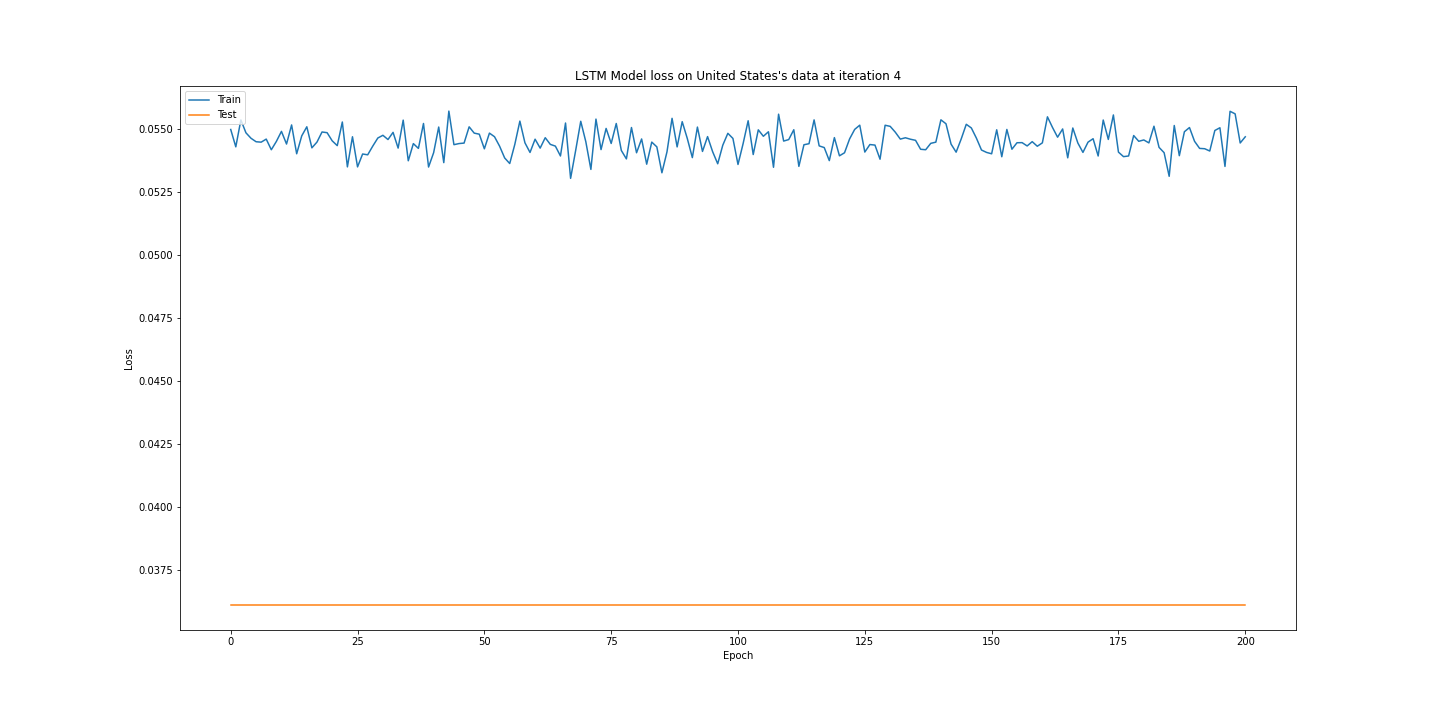 LSTM Model loss on United States's data at iteration 4
Train
Test
0.0550
0.0525
0.0500
0.0475
0.0450
0.0425
0.0400
0.0375
Loss
0 25 50 75 100 125 150 175 200
Epoch